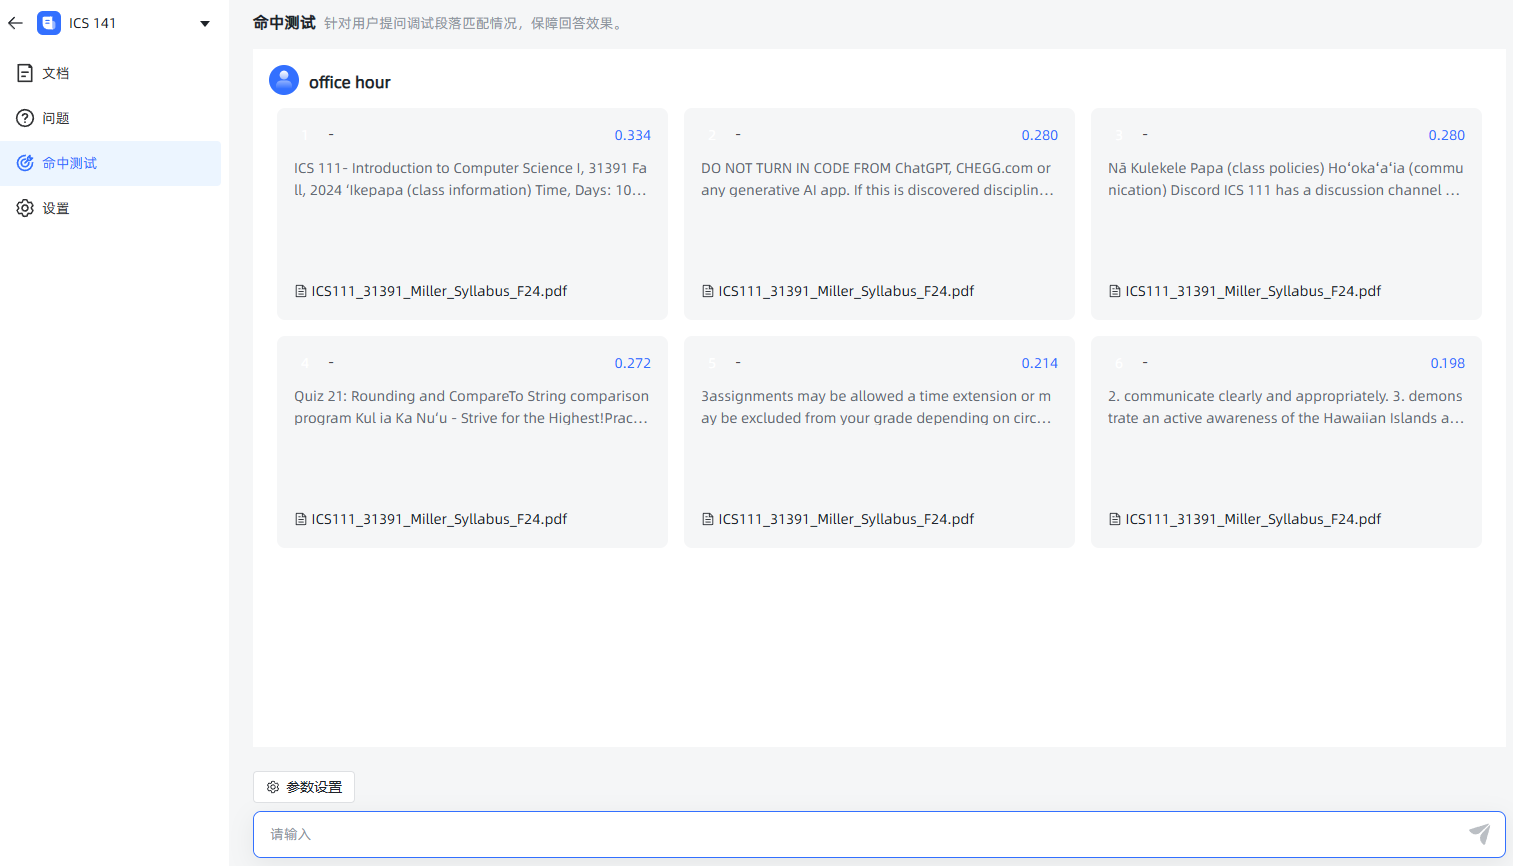 ICS 141
文档
问题
命中测试
设置
命中测试 针对用户提问调试段落匹配情况，保障回答效果。
office hour
1 - 0.334
ICS 111- Introduction to Computer Science I, 31391 Fa
ll, 2024 ʻIkepapa (class information) Time, Days: 10...
ICS111_31391_Miller_Syllabus_F24.pdf
2 - 0.280
DO NOT TURN IN CODE FROM ChatGPT, CHEGG.com or
any generative AI app. If this is discovered disciplin...
ICS111_31391_Miller_Syllabus_F24.pdf
3 - 0.280
Nā Kulekele Papa (class policies) Hoʻokaʻaʻia (commu
nication) Discord ICS 111 has a discussion channel ...
ICS111_31391_Miller_Syllabus_F24.pdf
4 - 0.272
Quiz 21: Rounding and CompareTo String comparison
program Kul ia Ka Nuʻu - Strive for the Highest!Prac...
ICS111_31391_Miller_Syllabus_F24.pdf
5 - 0.214
3assignments may be allowed a time extension or m
ay be excluded from your grade depending on circ...
ICS111_31391_Miller_Syllabus_F24.pdf
6 - 0.198
2. communicate clearly and appropriately. 3. demons
trate an active awareness of the Hawaiian Islands a...
ICS111_31391_Miller_Syllabus_F24.pdf
参数设置
请输入